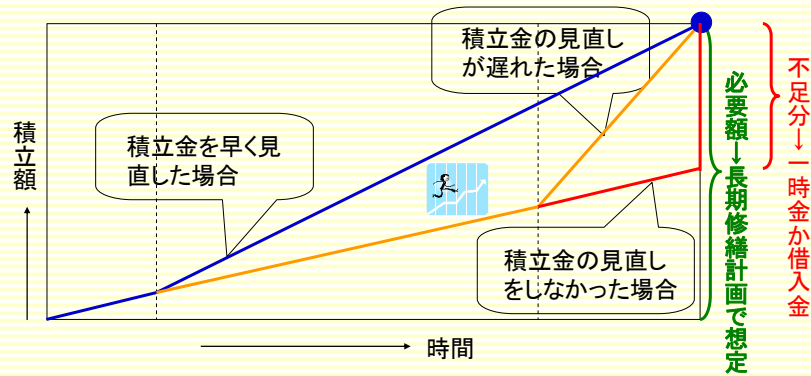 積立金の見直し
が遅れた場合
積立金を早く見
直した場合
積立額
積立金の見直し
をしなかった場合
時間
必要額→長期修繕計画で想定
不足分→一時金か借入金